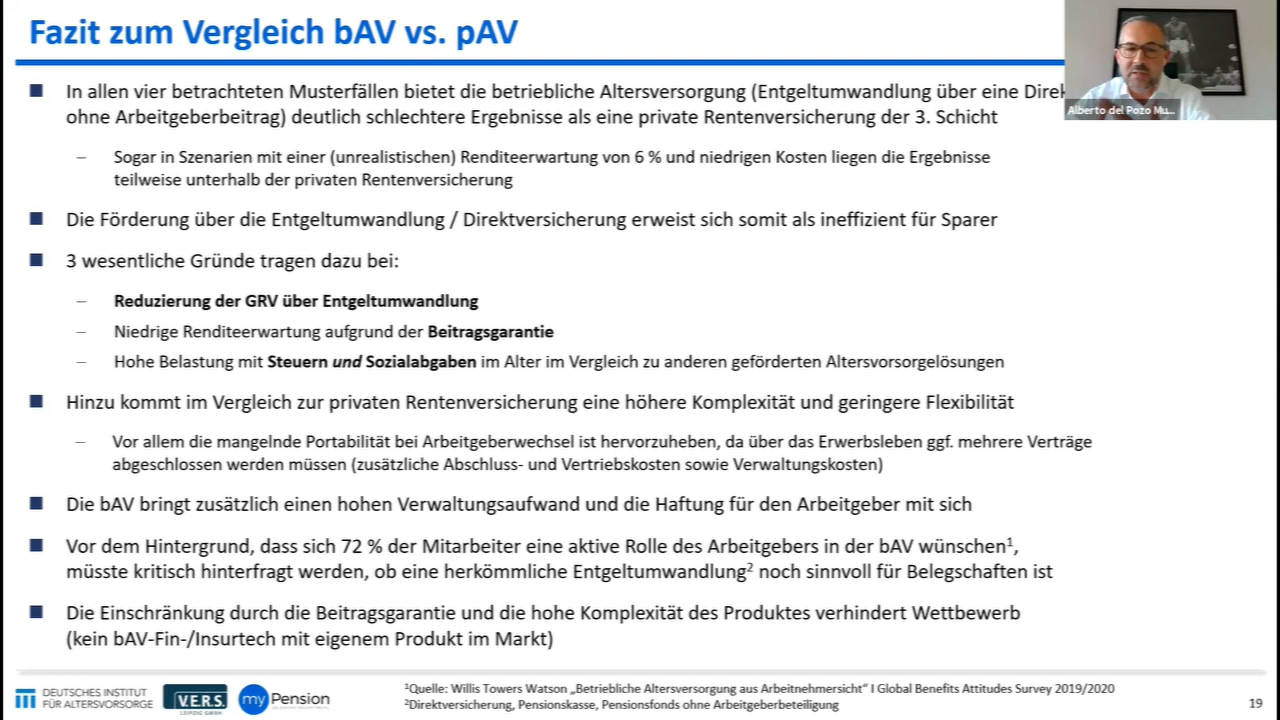 Fazit zum Vergleich bAV vs. pAV
In allen vier betrachteten Musterfällen bietet die betriebliche Altersversorgung (Entgeltumwandlung über eine Direk
ohne Arbeitgeberbeitrag) deutlich schlechtere Ergebnisse als eine private Rentenversicherung der 3. Schicht
Alberto del Pozo Mu...
– Sogar in Szenarien mit einer (unrealistischen) Renditeerwartung von 6 % und niedrigen Kosten liegen die Ergebnisse
teilweise unterhalb der privaten Rentenversicherung
Die Förderung über die Entgeltumwandlung / Direktversicherung erweist sich somit als ineffizient für Sparer
3 wesentliche Gründe tragen dazu bei:
– Reduzierung der GRV über Entgeltumwandlung
– Niedrige Renditeerwartung aufgrund der Beitragsgarantie
– Hohe Belastung mit Steuern und Sozialabgaben im Alter im Vergleich zu anderen geförderten Altersvorsorgelösungen
Hinzu kommt im Vergleich zur privaten Rentenversicherung eine höhere Komplexität und geringere Flexibilität
– Vor allem die mangelnde Portabilität bei Arbeitgeberwechsel ist hervorzuheben, da über das Erwerbsleben ggf. mehrere Verträge
abgeschlossen werden müssen (zusätzliche Abschluss- und Vertriebskosten sowie Verwaltungskosten)
Die bAV bringt zusätzlich einen hohen Verwaltungsaufwand und die Haftung für den Arbeitgeber mit sich
Vor dem Hintergrund, dass sich 72 % der Mitarbeiter eine aktive Rolle des Arbeitgebers in der bAV wünschen¹,
müsste kritisch hinterfragt werden, ob eine herkömmliche Entgeltumwandlung² noch sinnvoll für Belegschaften ist
Die Einschränkung durch die Beitragsgarantie und die hohe Komplexität des Produktes verhindert Wettbewerb
(kein bAV-Fin-/Insurtech mit eigenem Produkt im Markt)
DEUTSCHES INSTITUT
FÜR ALTERSVORSORGE
V.E.R.S.
LEIPZIG GMBH
myPension
¹Quelle: Willis Towers Watson „Betriebliche Altersversorgung aus Arbeitnehmersicht“ I Global Benefits Attitudes Survey 2019/2020
²Direktversicherung, Pensionskasse, Pensionsfonds ohne Arbeitgeberbeteiligung
19